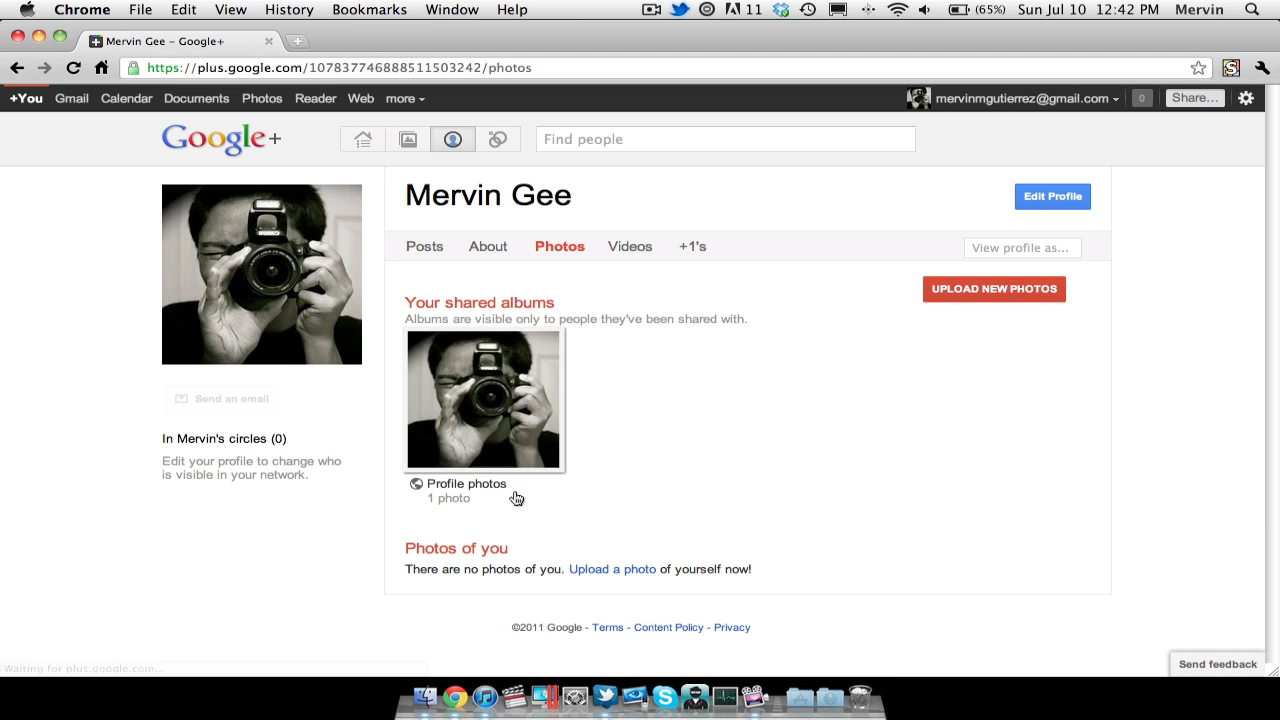 Chrome File Edit View History Bookmarks Window Help 11 (65%) Sun Jul 10 12:42 PM Mervin
Mervin Gee – Google+
https://plus.google.com/107837746888511503242/photos
+You Gmail Calendar Documents Photos Reader Web more mervinmgutierrez@gmail.com 0 Share...
Google+ Find people
Mervin Gee Edit Profile
Posts About Photos Videos +1's View profile as...
UPLOAD NEW PHOTOS
Your shared albums
Albums are visible only to people they've been shared with.
Send an email
In Mervin's circles (0)
Edit your profile to change who
is visible in your network.
Profile photos
1 photo
Photos of you
There are no photos of you. Upload a photo of yourself now!
©2011 Google - Terms - Content Policy - Privacy
Waiting for plus.google.com...
Send feedback